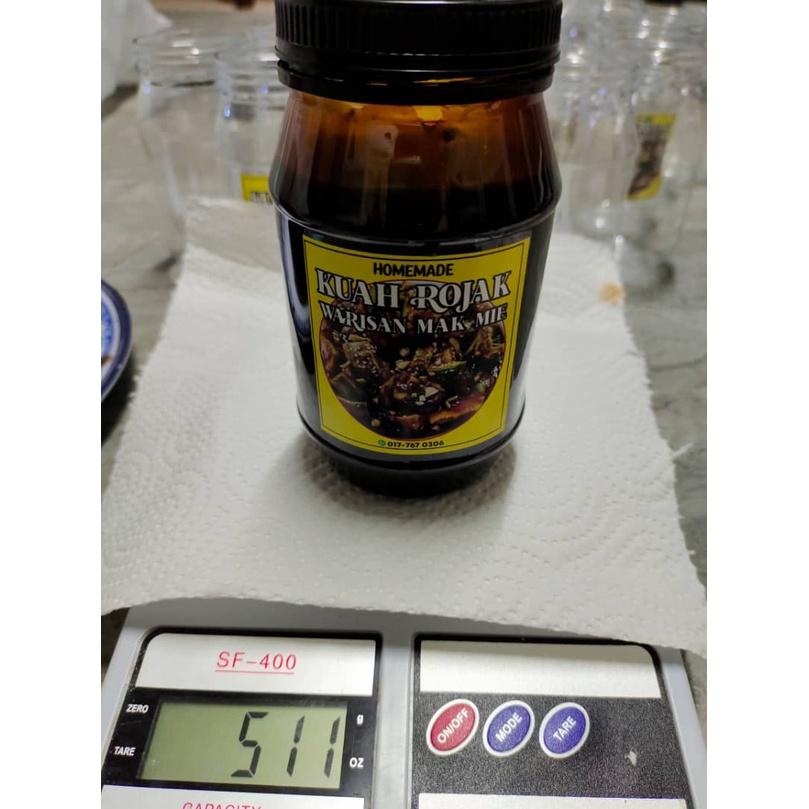 HOMEMADE
KUAH ROJAK
WARISAN MAK MIE
017-767 0306
SF-400
ZERO
TARE
511
g
OZ
ON/OFF
MODE
TARE
CAPACITY